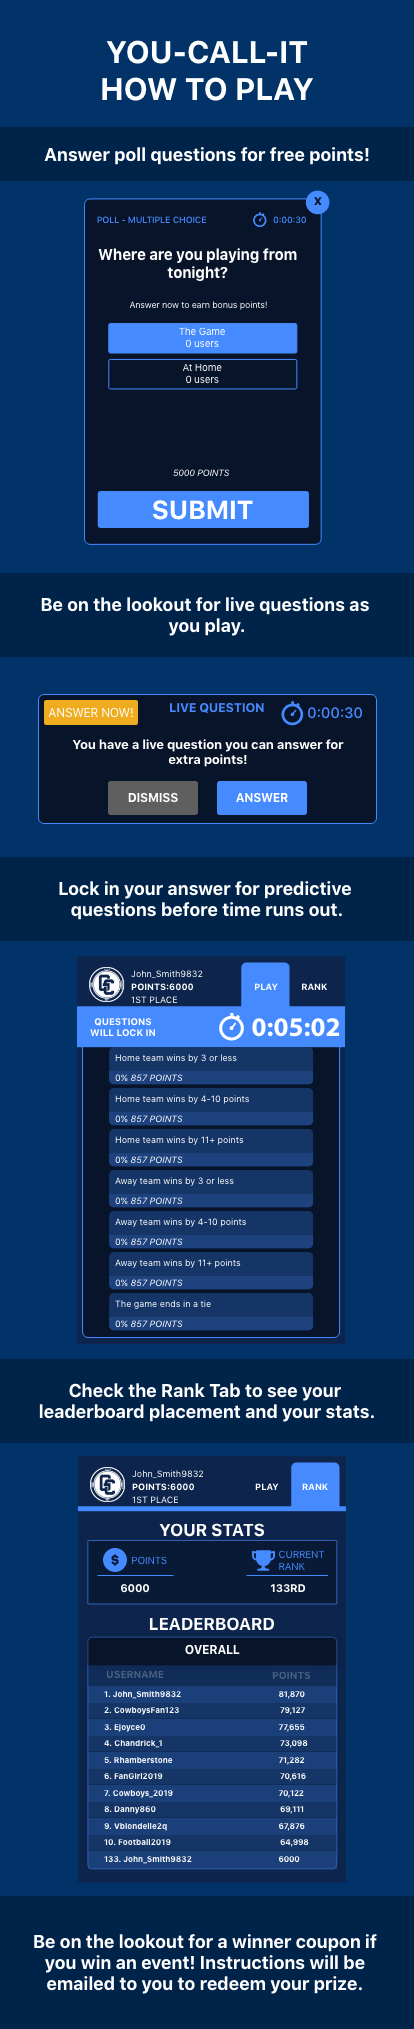 YOU-CALL-IT
HOW TO PLAY
Answer poll questions for free points!
X
POLL - MULTIPLE CHOICE 0:00:30
Where are you playing from
tonight?
Answer now to earn bonus points!
The Game
0 users
At Home
0 users
5000 POINTS
SUBMIT
Be on the lookout for live questions as
you play.
ANSWER NOW! LIVE QUESTION 0:00:30
You have a live question you can answer for
extra points!
DISMISS ANSWER
Lock in your answer for predictive
questions before time runs out.
John_Smith9832
POINTS:6000
1ST PLACE
PLAY RANK
QUESTIONS
WILL LOCK IN
0:05:02
Home team wins by 3 or less
0% 857 POINTS
Home team wins by 4-10 points
0% 857 POINTS
Home team wins by 11+ points
0% 857 POINTS
Away team wins by 3 or less
0% 857 POINTS
Away team wins by 4-10 points
0% 857 POINTS
Away team wins by 11+ points
0% 857 POINTS
The game ends in a tie
0% 857 POINTS
Check the Rank Tab to see your
leaderboard placement and your stats.
John_Smith9832
POINTS:6000
1ST PLACE
PLAY RANK
YOUR STATS
$ POINTS
6000
CURRENT
RANK
133RD
LEADERBOARD
OVERALL
USERNAME POINTS
1. John_Smith9832 81,870
2. CowboysFan123 79,127
3. Ejoyce0 77,655
4. Chandrick_1 73,098
5. Rhamberstone 71,282
6. FanGirl2019 70,616
7. Cowboys_2019 70,122
8. Danny860 69,111
9. Vblondelle2q 67,876
10. Football2019 64,998
133. John_Smith9832 6000
Be on the lookout for a winner coupon if
you win an event! Instructions will be
emailed to you to redeem your prize.